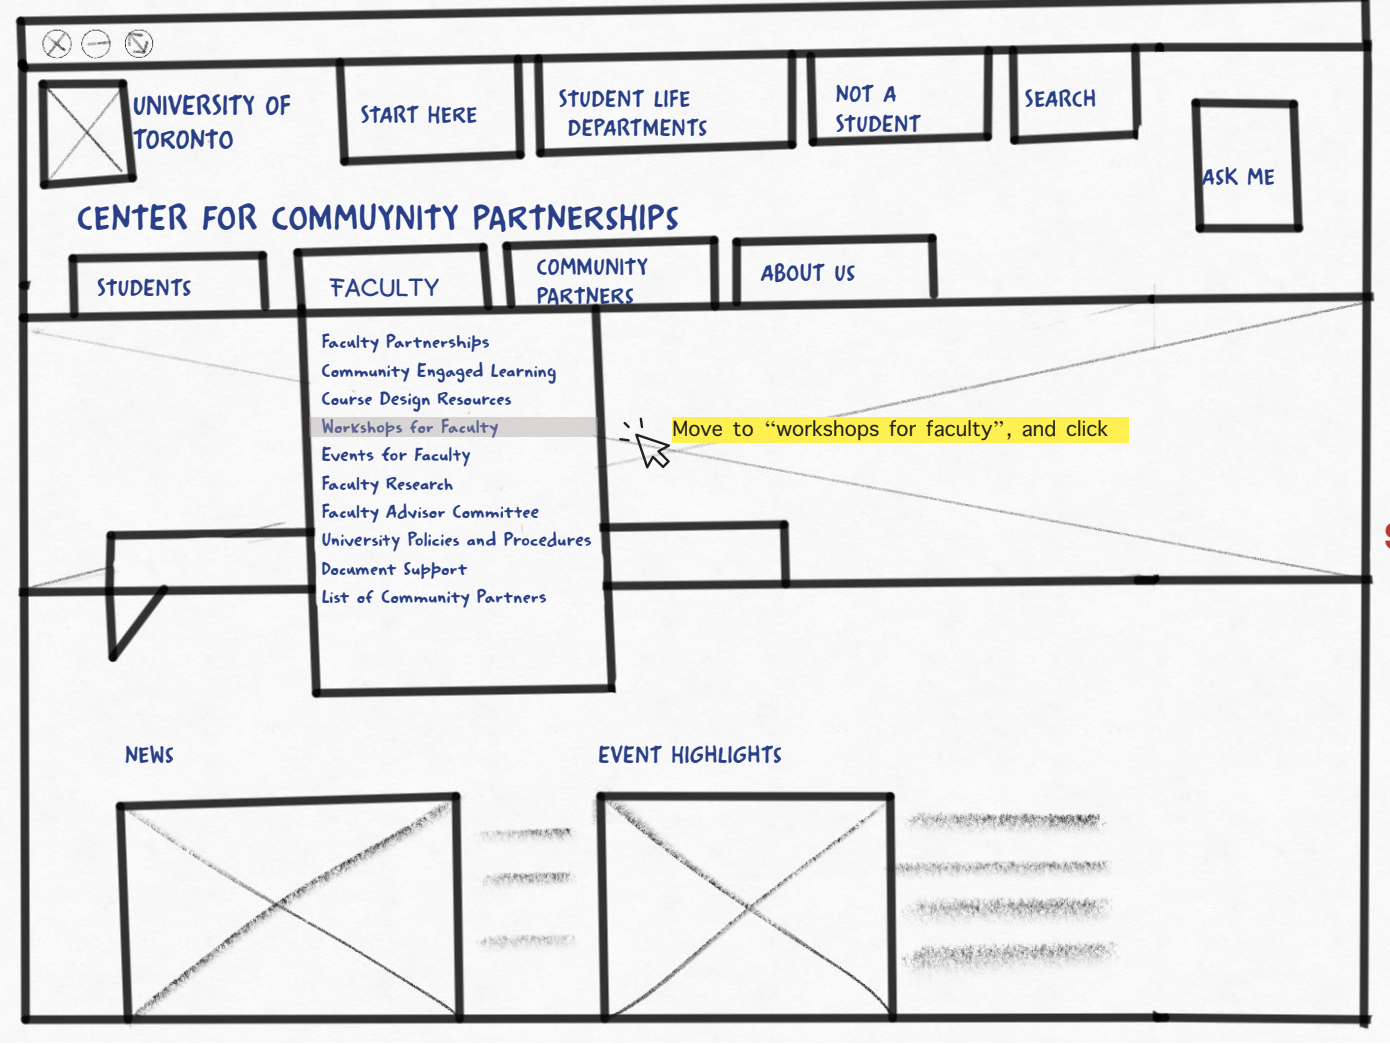 UNIVERSITY OF
TORONTO
START HERE
STUDENT LIFE
DEPARTMENTS
NOT A
STUDENT
SEARCH
ASK ME
CENTER FOR COMMUYNITY PARTNERSHIPS
STUDENTS
FACULTY
COMMUNITY
PARTNERS
ABOUT US
Faculty Partnerships
Community Engaged Learning
Course Design Resources
Workshops for Faculty
Events for Faculty
Faculty Research
Faculty Advisor Committee
University Policies and Procedures
Document Support
List of Community Partners
Move to “workshops for faculty”, and click
NEWS
EVENT HIGHLIGHTS